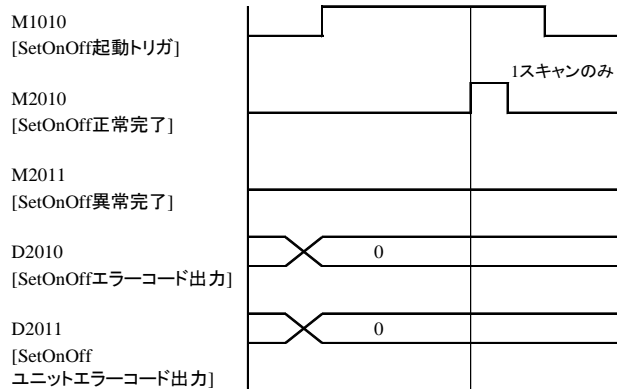 M1010
[SetOnOff起動トリガ]
1スキャンのみ
M2010
[SetOnOff正常完了]
M2011
[SetOnOff異常完了]
D2010
0
[SetOnOffエラーコード出力]
D2011
0
[SetOnOff
ユニットエラーコード出力]